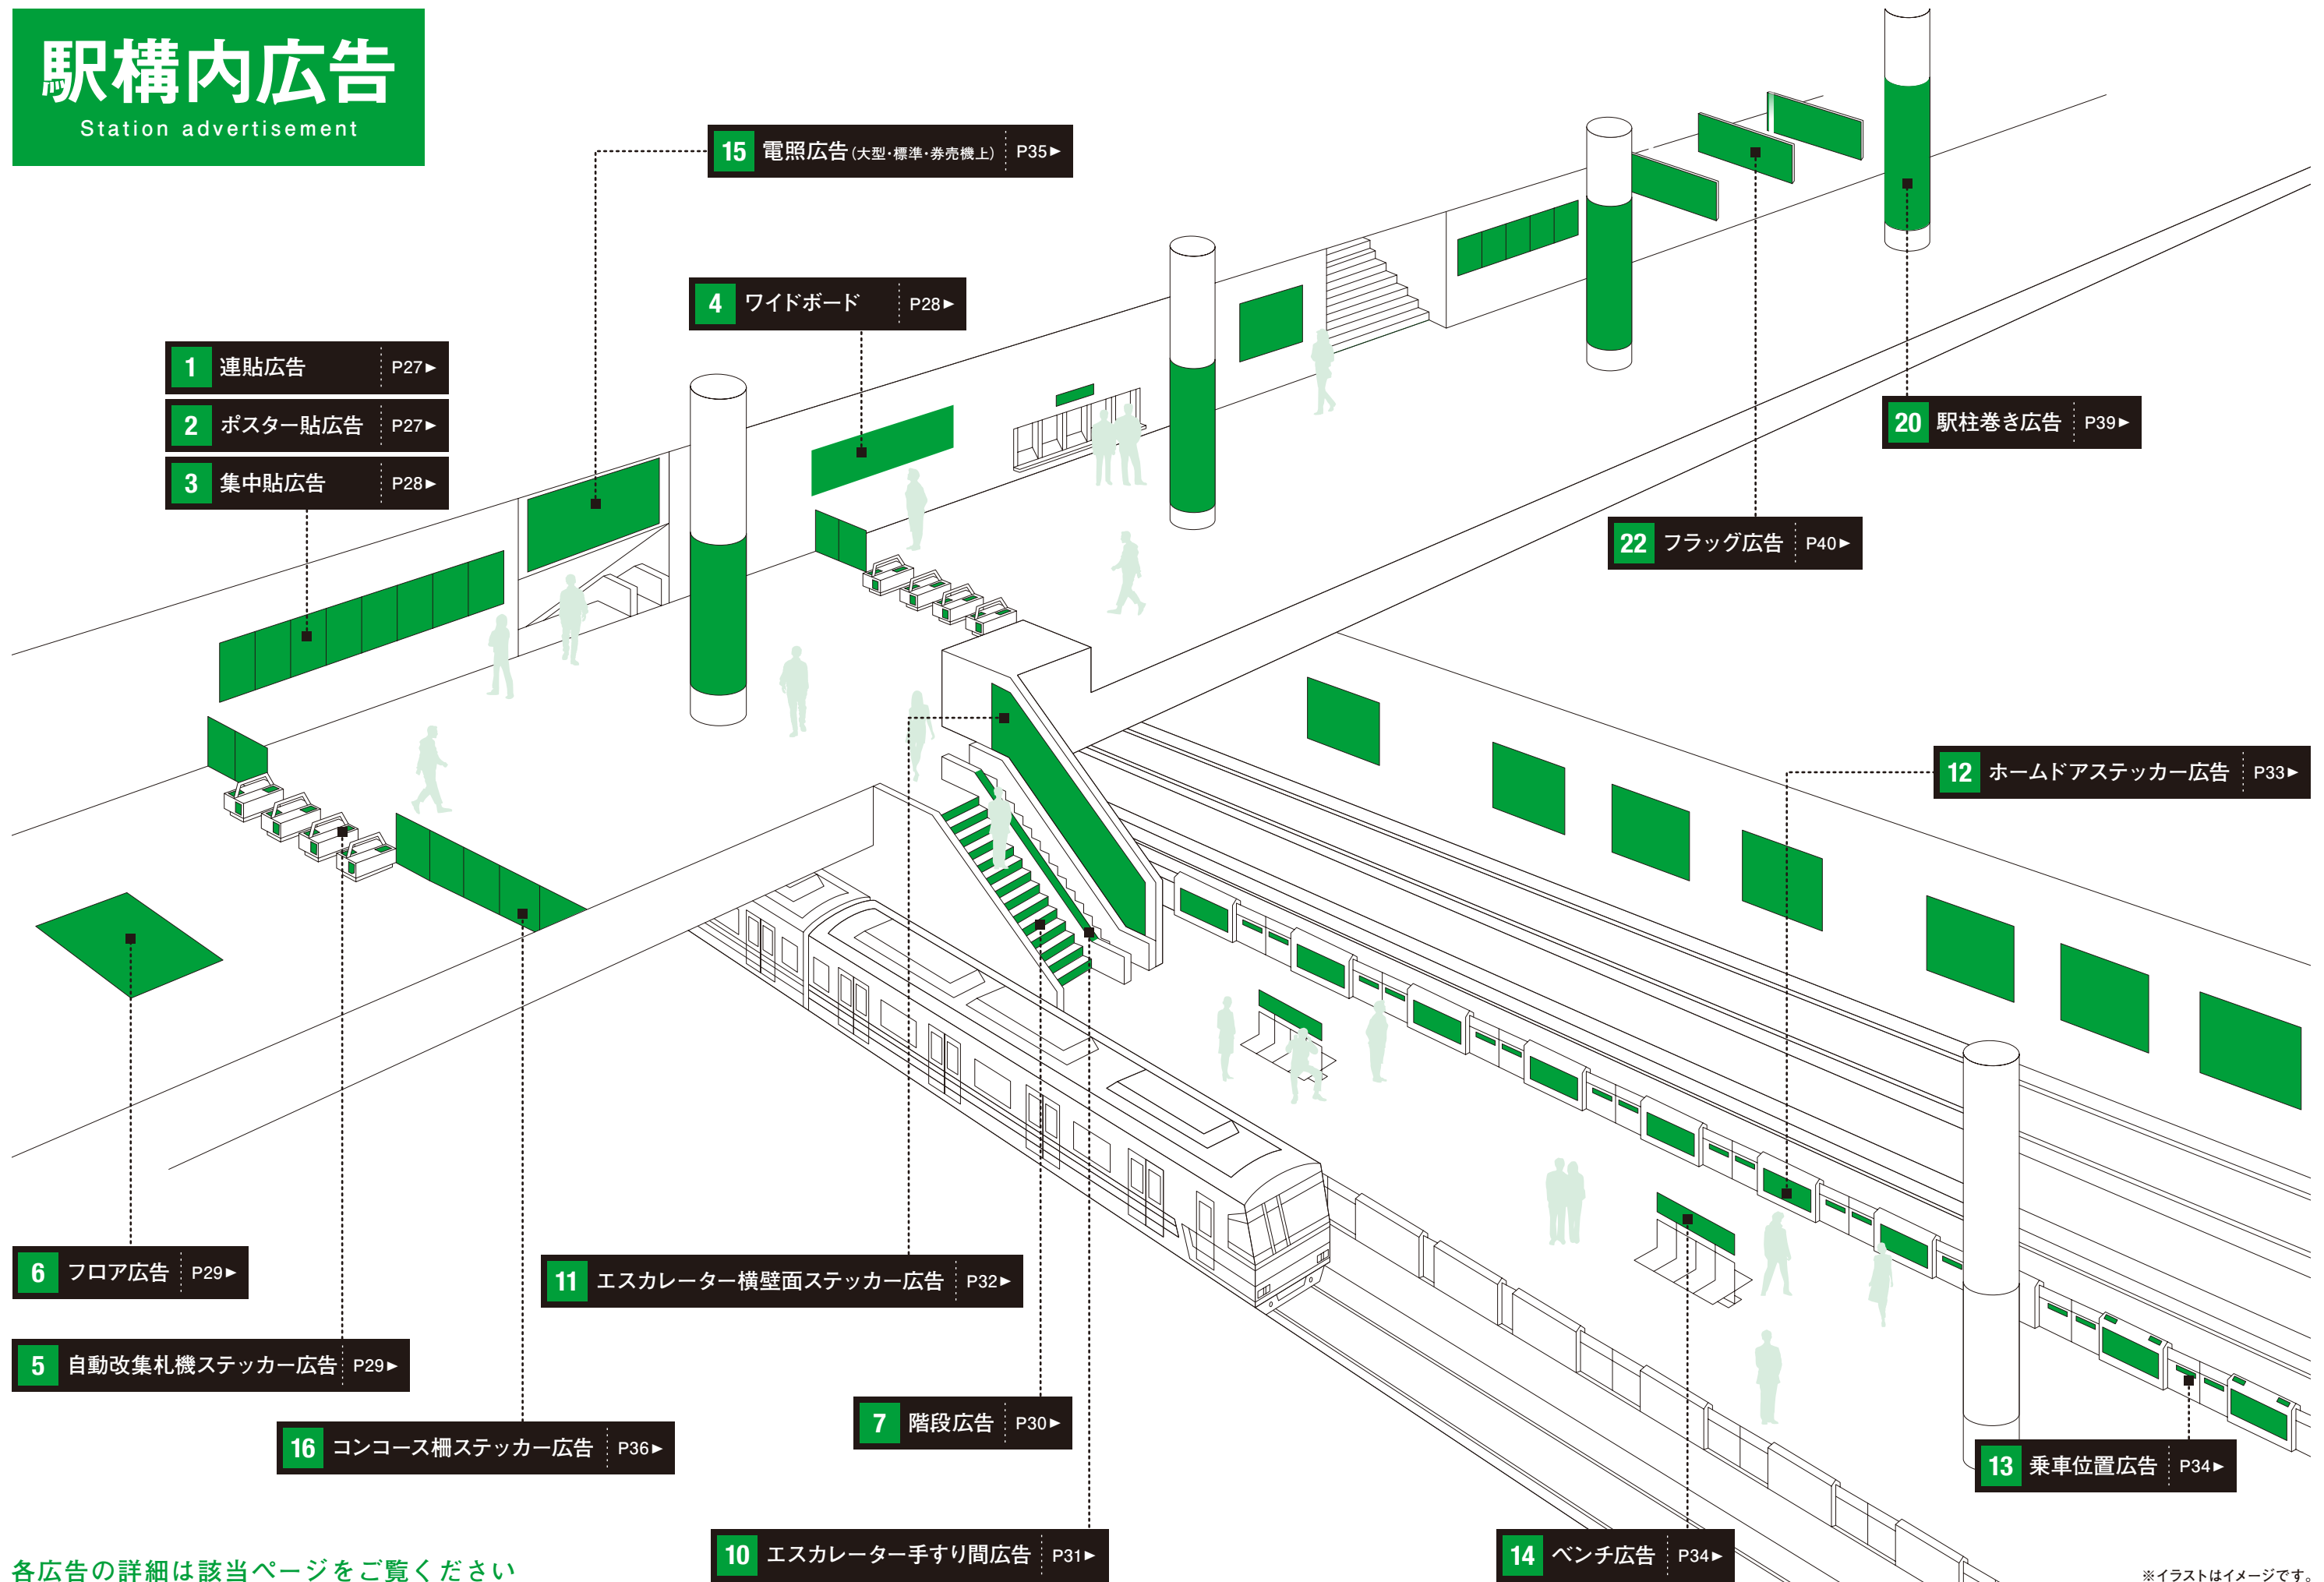 駅構内広告
Station advertisement
15 電照広告(大型・標準・券売機上) P35▶
4 ワイドボード P28▶
1 連貼広告 P27▶
2 ポスター貼広告 P27▶
3 集中貼広告 P28▶
20 駅柱巻き広告 P39▶
22 フラッグ広告 P40▶
12 ホームドアステッカー広告 P33▶
6 フロア広告 P29▶
11 エスカレーター横壁面ステッカー広告 P32▶
5 自動改集札機ステッカー広告 P29▶
7 階段広告 P30▶
16 コンコース柵ステッカー広告 P36▶
13 乗車位置広告 P34▶
10 エスカレーター手すり間広告 P31▶
14 ベンチ広告 P34▶
各広告の詳細は該当ページをご覧ください
※イラストはイメージです。